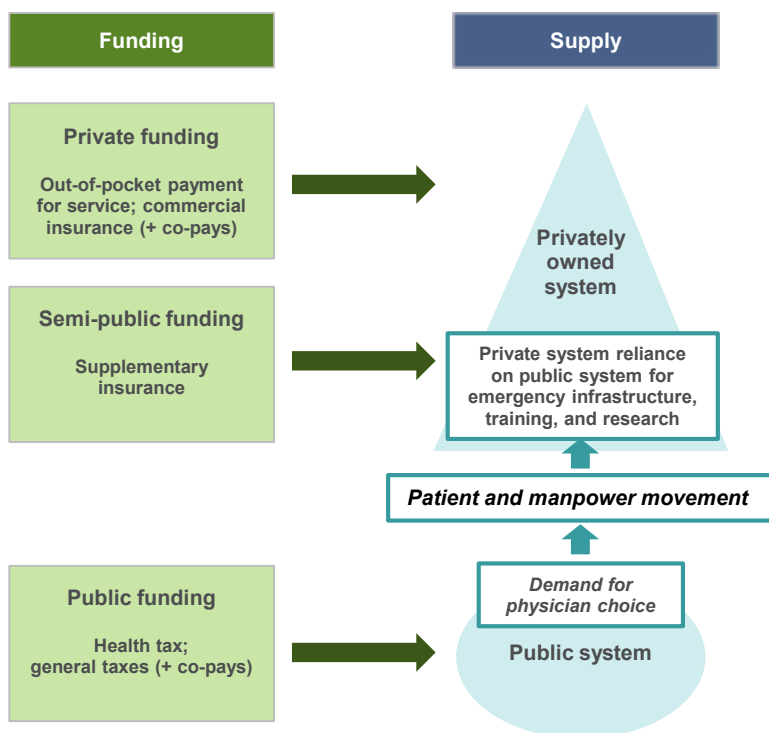 Funding
Supply
Private funding
Out-of-pocket payment
for service; commercial
insurance (+ co-pays)
Privately
owned
system
Semi-public funding
Supplementary
insurance
Private system reliance
on public system for
emergency infrastructure,
training, and research
Patient and manpower movement
Public funding
Health tax;
general taxes (+ co-pays)
Demand for
physician choice
Public system